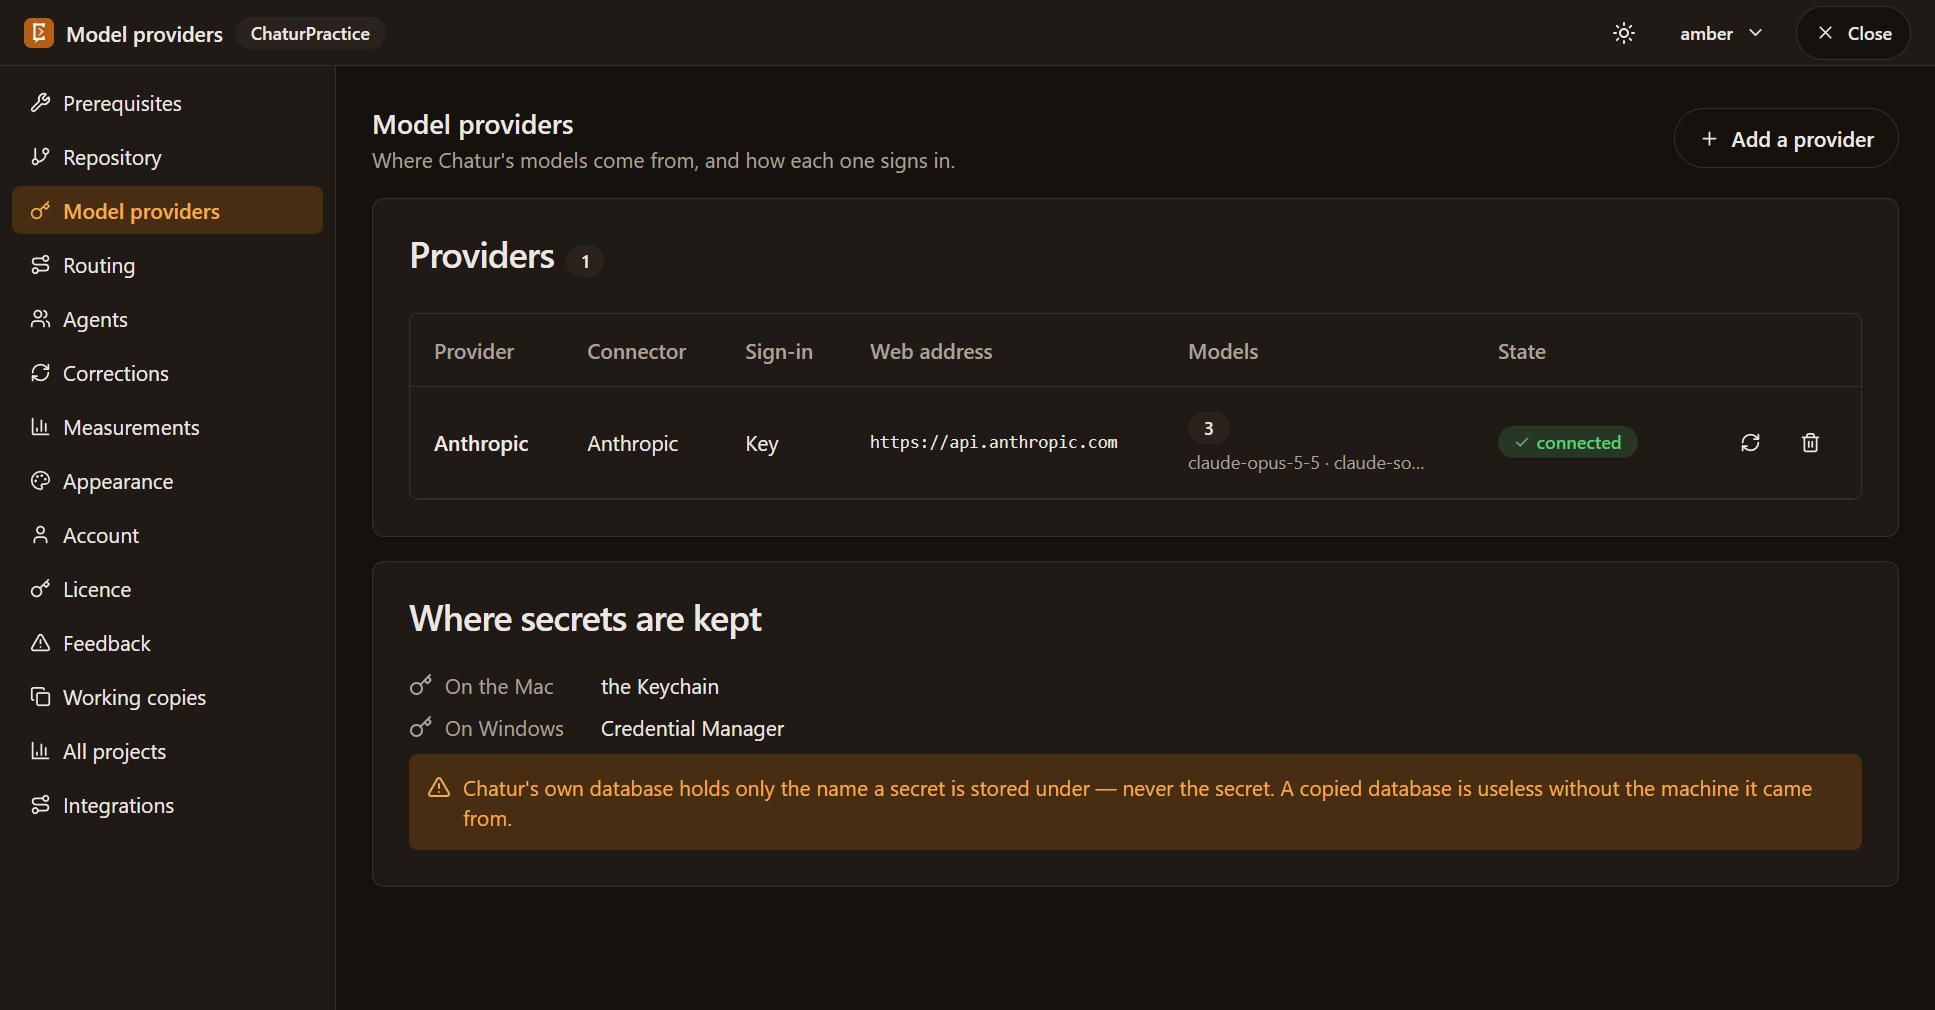 Model providers
ChaturPractice
amber
Close
Prerequisites
Repository
Model providers
Routing
Agents
Corrections
Measurements
Appearance
Account
Licence
Feedback
Working copies
All projects
Integrations
Model providers
Where Chatur's models come from, and how each one signs in.
Add a provider
Providers 1
Provider Connector Sign-in Web address Models State
Anthropic Anthropic Key https://api.anthropic.com 3 connected
claude-opus-5-5 · claude-so...
Where secrets are kept
On the Mac the Keychain
On Windows Credential Manager
Chatur's own database holds only the name a secret is stored under — never the secret. A copied database is useless without the machine it came
from.